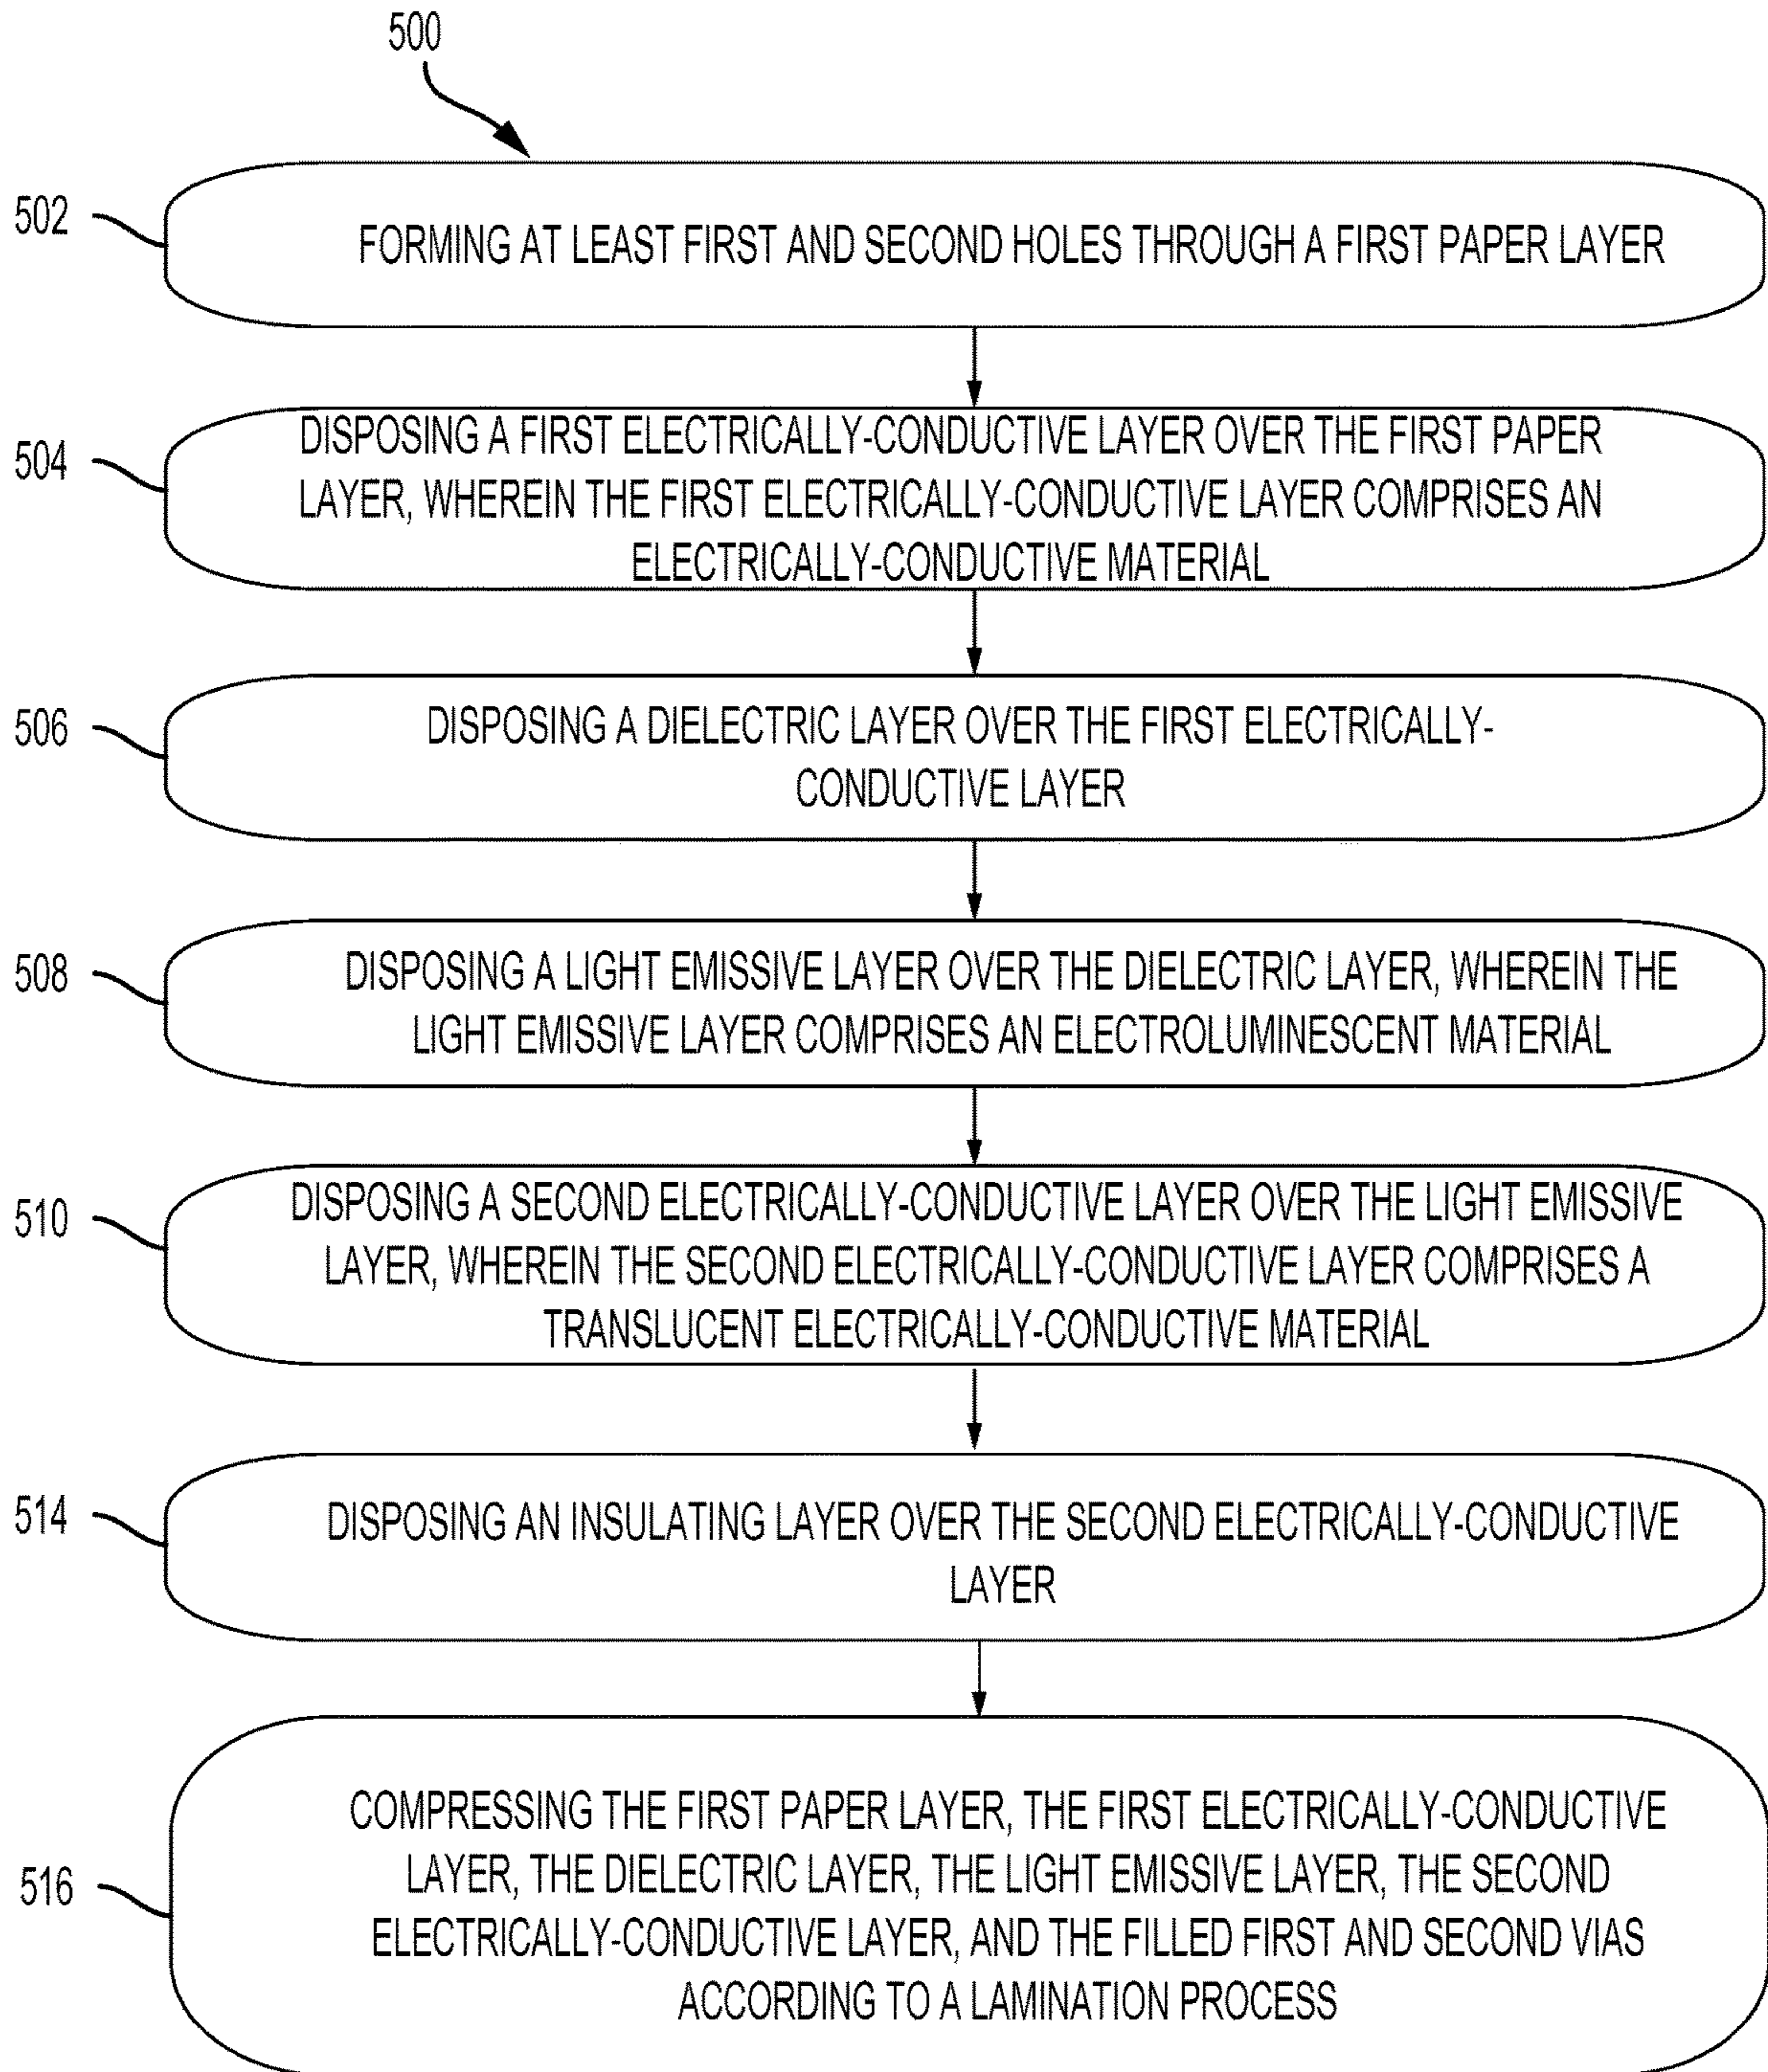 500
502
FORMING AT LEAST FIRST AND SECOND HOLES THROUGH A FIRST PAPER LAYER
504
DISPOSING A FIRST ELECTRICALLY-CONDUCTIVE LAYER OVER THE FIRST PAPER
LAYER, WHEREIN THE FIRST ELECTRICALLY-CONDUCTIVE LAYER COMPRISES AN
ELECTRICALLY-CONDUCTIVE MATERIAL
506
DISPOSING A DIELECTRIC LAYER OVER THE FIRST ELECTRICALLY-
CONDUCTIVE LAYER
508
DISPOSING A LIGHT EMISSIVE LAYER OVER THE DIELECTRIC LAYER, WHEREIN THE
LIGHT EMISSIVE LAYER COMPRISES AN ELECTROLUMINESCENT MATERIAL
510
DISPOSING A SECOND ELECTRICALLY-CONDUCTIVE LAYER OVER THE LIGHT EMISSIVE
LAYER, WHEREIN THE SECOND ELECTRICALLY-CONDUCTIVE LAYER COMPRISES A
TRANSLUCENT ELECTRICALLY-CONDUCTIVE MATERIAL
514
DISPOSING AN INSULATING LAYER OVER THE SECOND ELECTRICALLY-CONDUCTIVE
LAYER
516
COMPRESSING THE FIRST PAPER LAYER, THE FIRST ELECTRICALLY-CONDUCTIVE
LAYER, THE DIELECTRIC LAYER, THE LIGHT EMISSIVE LAYER, THE SECOND
ELECTRICALLY-CONDUCTIVE LAYER, AND THE FILLED FIRST AND SECOND VIAS
ACCORDING TO A LAMINATION PROCESS